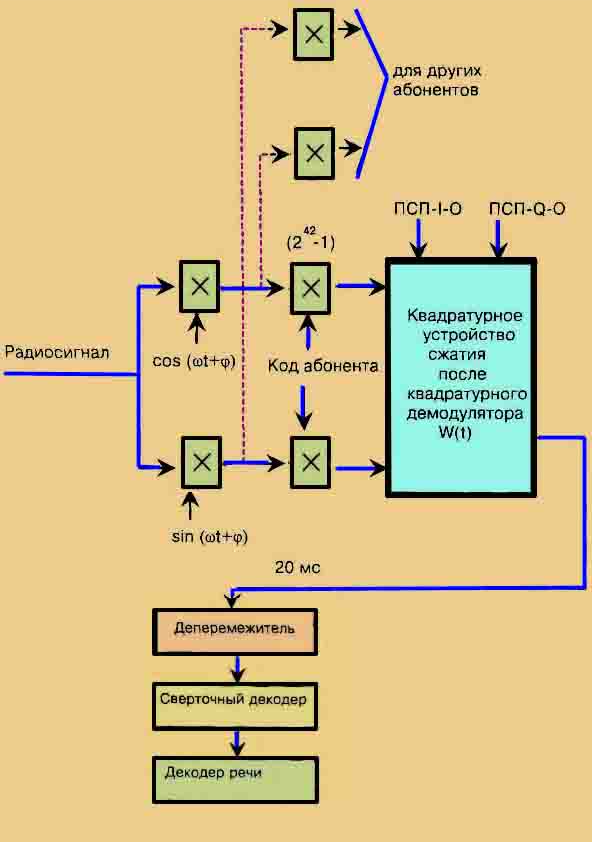 для других
абонентов
ПСП-I-O ПСП-Q-O
(2^42-1)
Квадратурное
устройство
сжатия
после
квадратурного
демодулятора
W(t)
Радиосигнал
cos (ωt+φ)
Код абонента
sin (ωt+φ)
20 мс
Деперемежитель
Сверточный декодер
Декодер речи